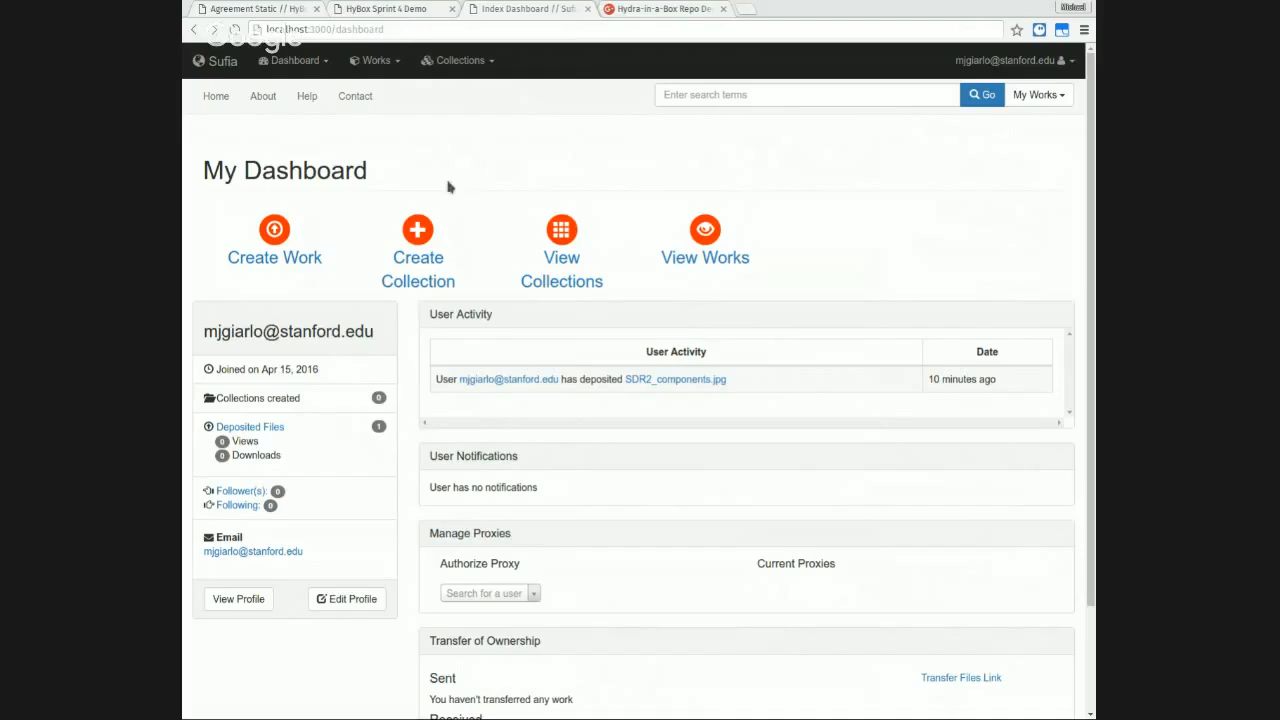 Agreement Static // HyB
HyBox Sprint 4 Demo
Index Dashboard // Sufi
Hydra-in-a-Box Repo De
Michael
Google
localhost:3000/dashboard
Sufia
Dashboard
Works
Collections
mjgiarlo@stanford.edu
Home
About
Help
Contact
Enter search terms
Go
My Works
My Dashboard
Create Work
Create Collection
View Collections
View Works
mjgiarlo@stanford.edu
Joined on Apr 15, 2016
Collections created 0
Deposited Files 1
0 Views
0 Downloads
Follower(s): 0
Following: 0
Email
mjgiarlo@stanford.edu
View Profile
Edit Profile
User Activity
User Activity Date
User mjgiarlo@stanford.edu has deposited SDR2_components.jpg 10 minutes ago
User Notifications
User has no notifications
Manage Proxies
Authorize Proxy
Current Proxies
Search for a user
Transfer of Ownership
Sent
Transfer Files Link
You haven't transferred any work
Received